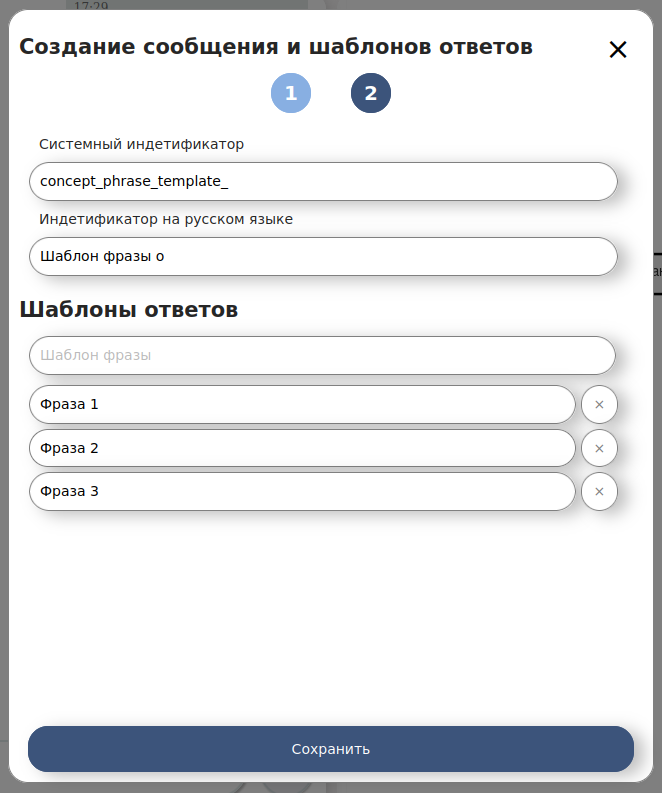 17:29
Создание сообщения и шаблонов ответов
×
1 2
Системный индетификатор
concept_phrase_template_
Индетификатор на русском языке
Шаблон фразы о
Шаблоны ответов
Шаблон фразы
Фраза 1 ×
Фраза 2 ×
Фраза 3 ×
Сохранить